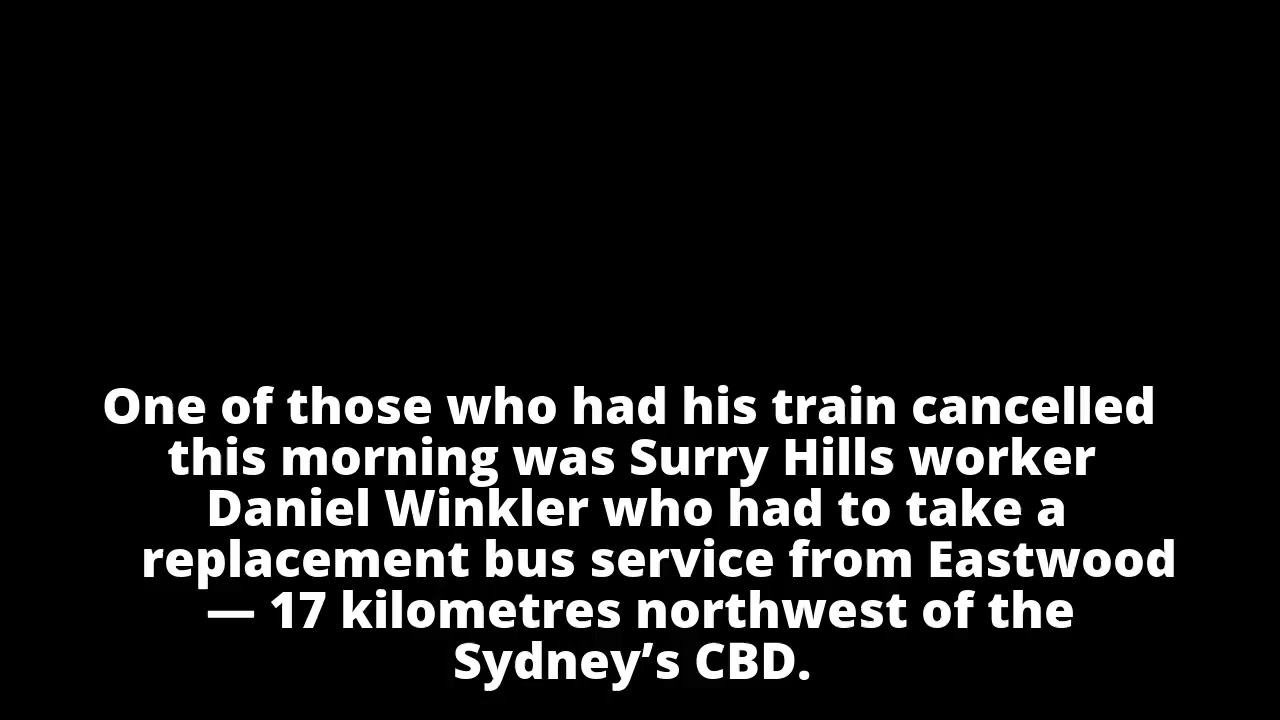 One of those who had his train cancelled
this morning was Surry Hills worker
Daniel Winkler who had to take a
replacement bus service from Eastwood
— 17 kilometres northwest of the
Sydney’s CBD.